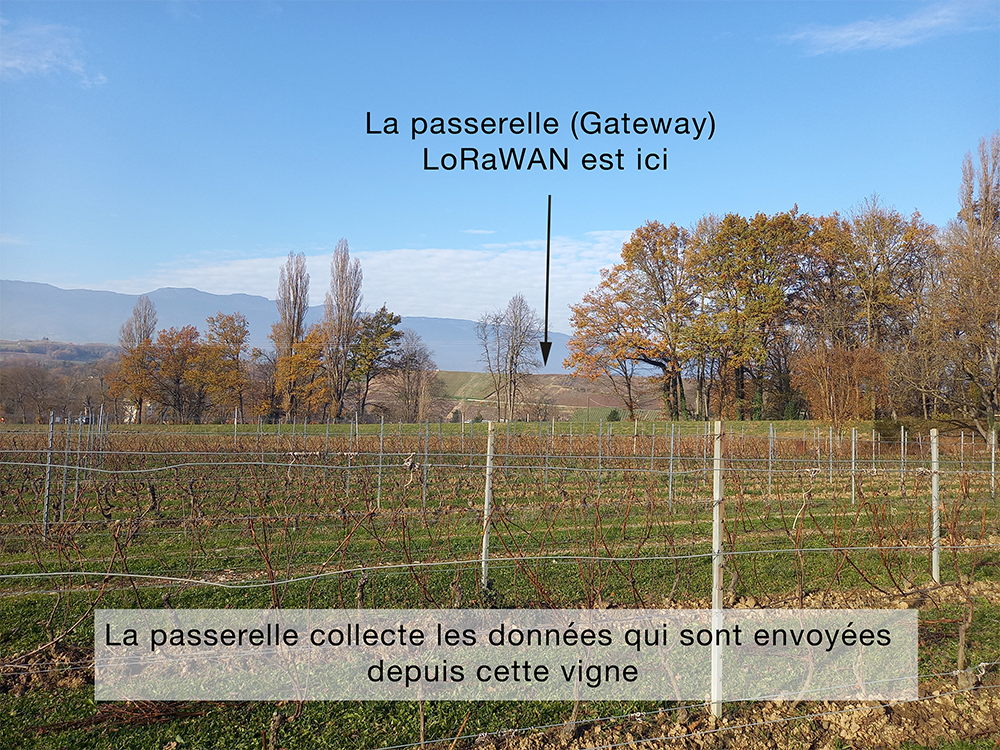 La passerelle (Gateway)
LoRaWAN est ici
La passerelle collecte les données qui sont envoyées
depuis cette vigne